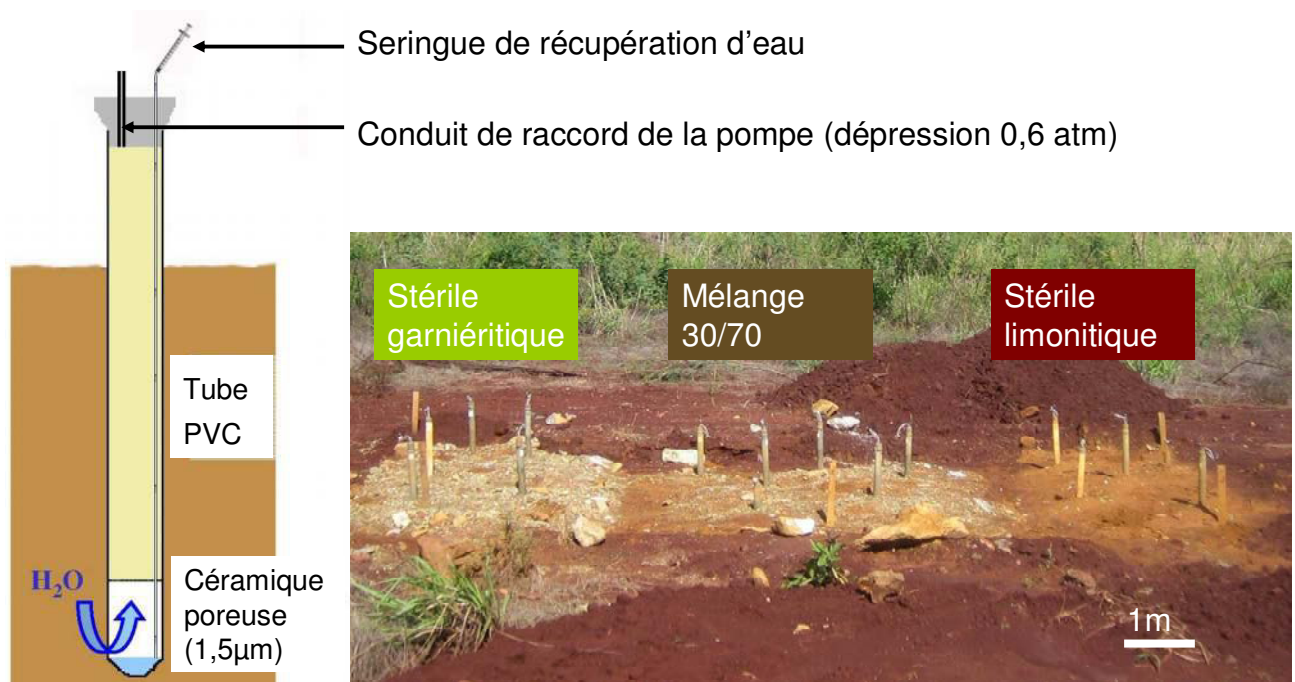 Seringue de récupération d'eau
Conduit de raccord de la pompe (dépression 0,6 atm)
Stérile
garniéritique
Mélange
30/70
Stérile
limonitique
Tube
PVC
H₂O
Céramique
poreuse
(1,5µm)
1m